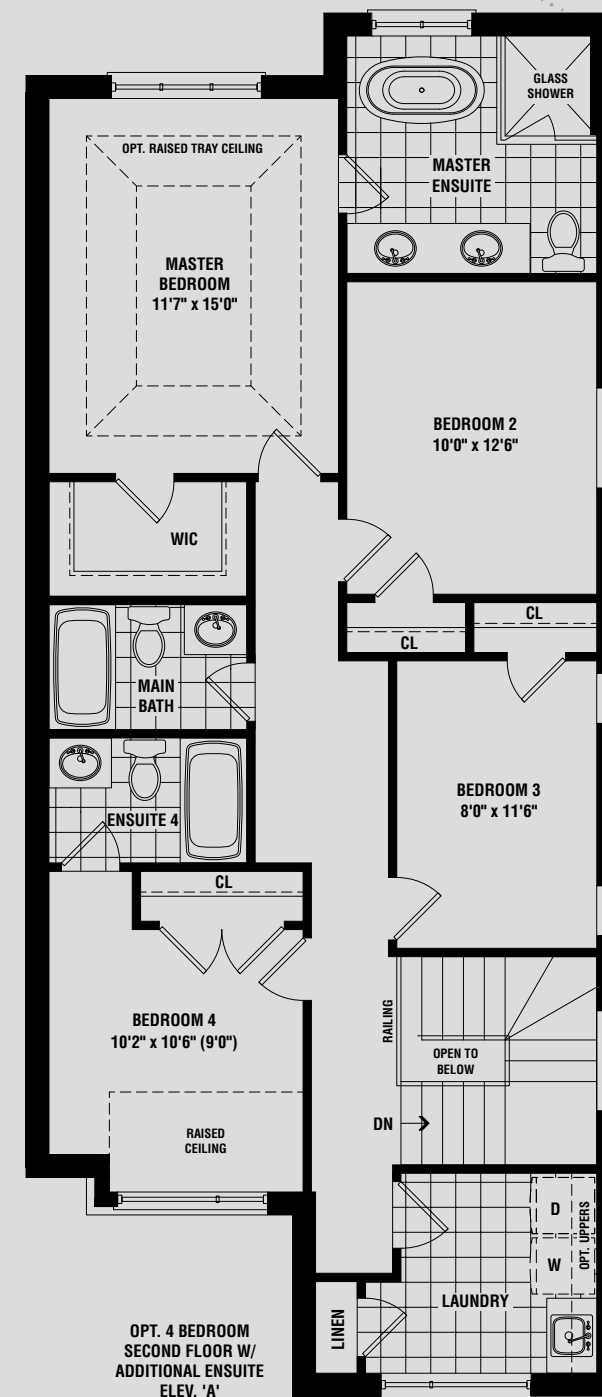 GLASS
SHOWER
OPT. RAISED TRAY CEILING
MASTER
ENSUITE
MASTER
BEDROOM
11'7" x 15'0"
BEDROOM 2
10'0" x 12'6"
WIC
CL
CL
MAIN
BATH
BEDROOM 3
8'0" x 11'6"
ENSUITE 4
CL
BEDROOM 4
10'2" x 10'6" (9'0")
RAILING
OPEN TO
BELOW
RAISED
CEILING
DN
D
W
OPT. UPPERS
LAUNDRY
LINEN
OPT. 4 BEDROOM
SECOND FLOOR W/
ADDITIONAL ENSUITE
ELEV. 'A'